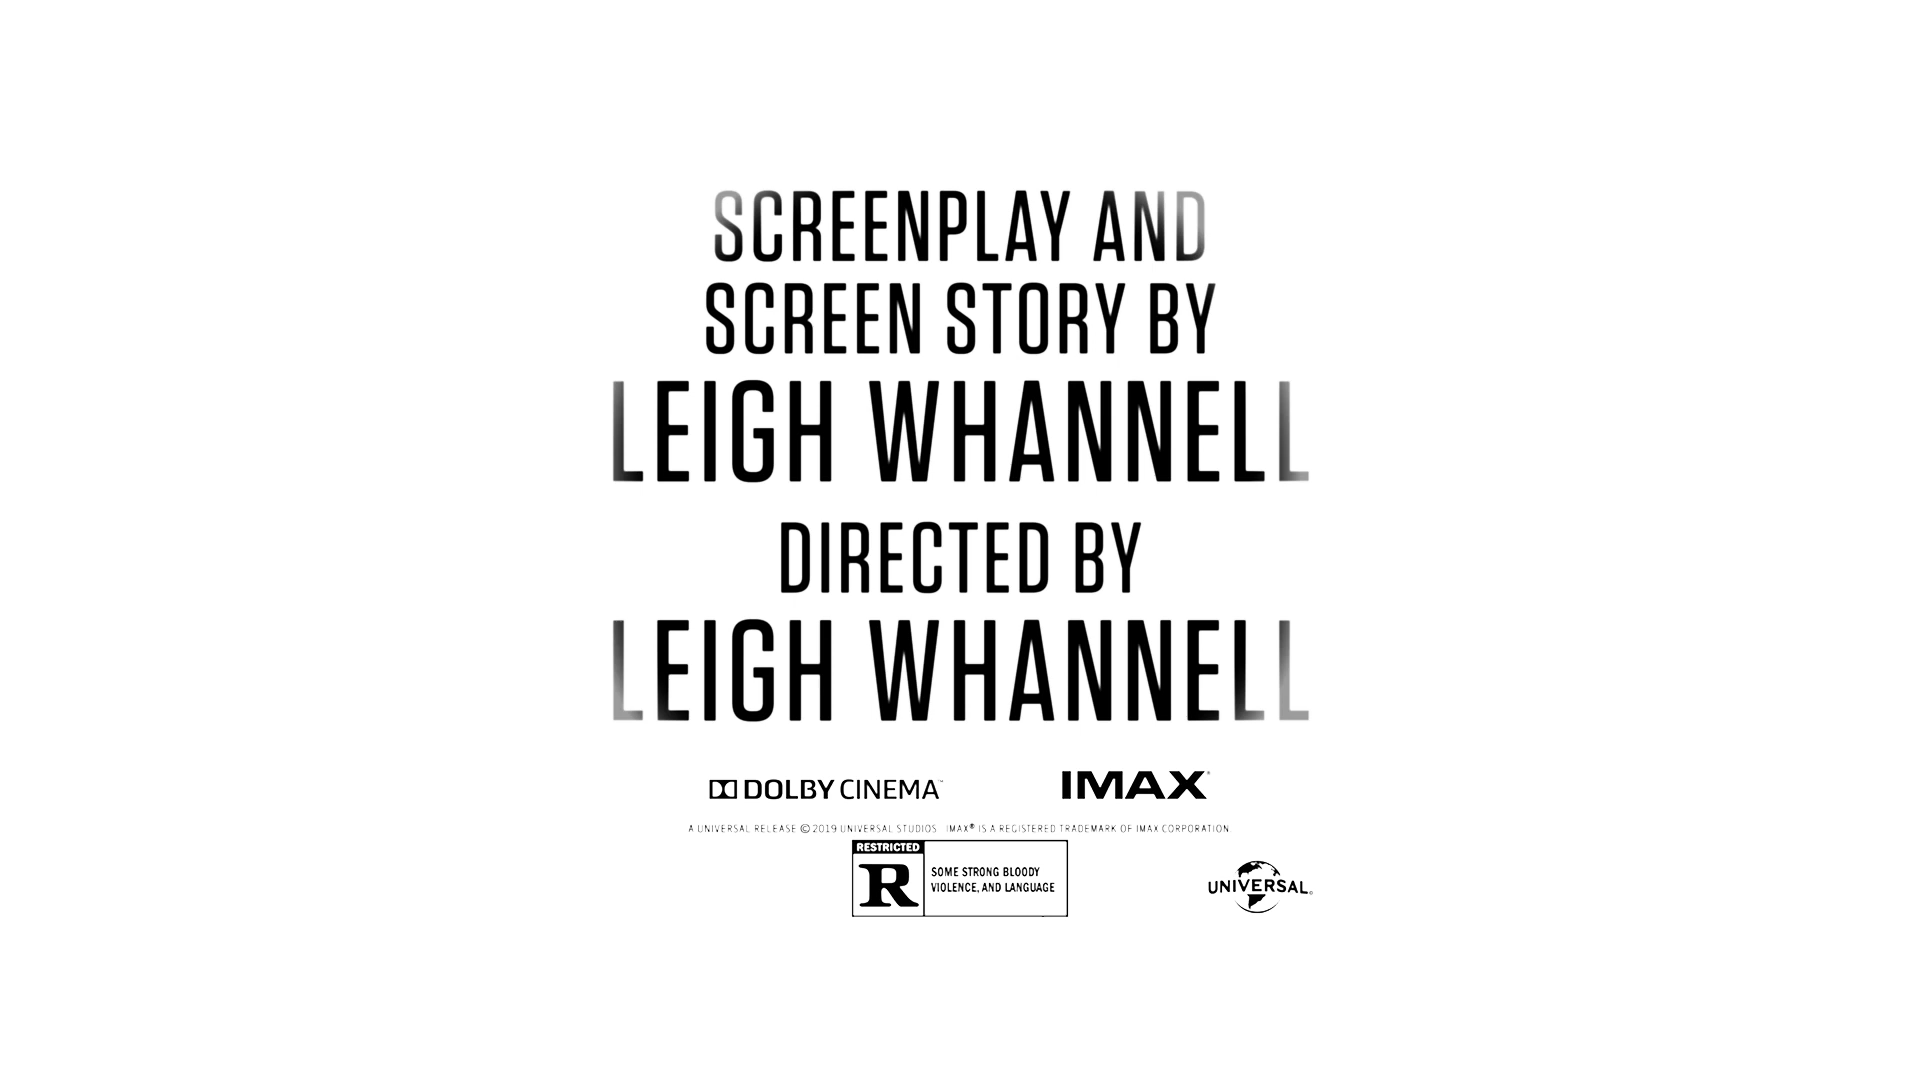 SCREENPLAY AND
SCREEN STORY BY
LEIGH WHANNELL
DIRECTED BY
LEIGH WHANNELL
DOLBY CINEMA™ IMAX®
A UNIVERSAL RELEASE ©2019 UNIVERSAL STUDIOS IMAX® IS A REGISTERED TRADEMARK OF IMAX CORPORATION
RESTRICTED
R
SOME STRONG BLOODY
VIOLENCE, AND LANGUAGE
UNIVERSAL